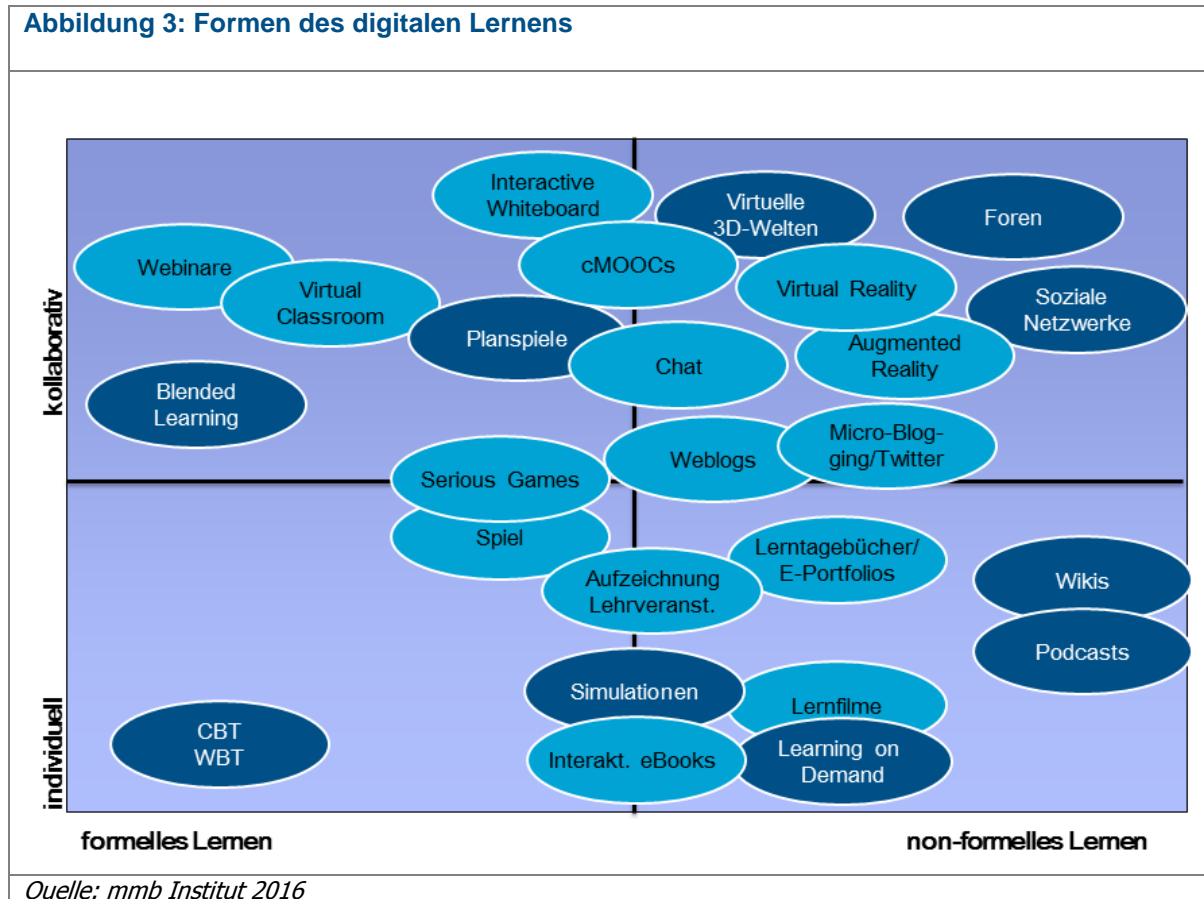 Abbildung 3: Formen des digitalen Lernens
kollaborativ
individuell
Interactive
Whiteboard
Virtuelle
3D-Welten
Foren
Webinare
cMOOCs
Virtual
Classroom
Virtual Reality
Soziale
Netzwerke
Planspiele
Chat
Augmented
Reality
Blended
Learning
Weblogs
Micro-Blog-
ging/Twitter
Serious Games
Spiel
Aufzeichnung
Lehrveranst.
Lerntagebücher/
E-Portfolios
Wikis
Podcasts
Simulationen
Lernfilme
CBT
WBT
Interakt. eBooks
Learning on
Demand
formelles Lernen
non-formelles Lernen
Quelle: mmb Institut 2016